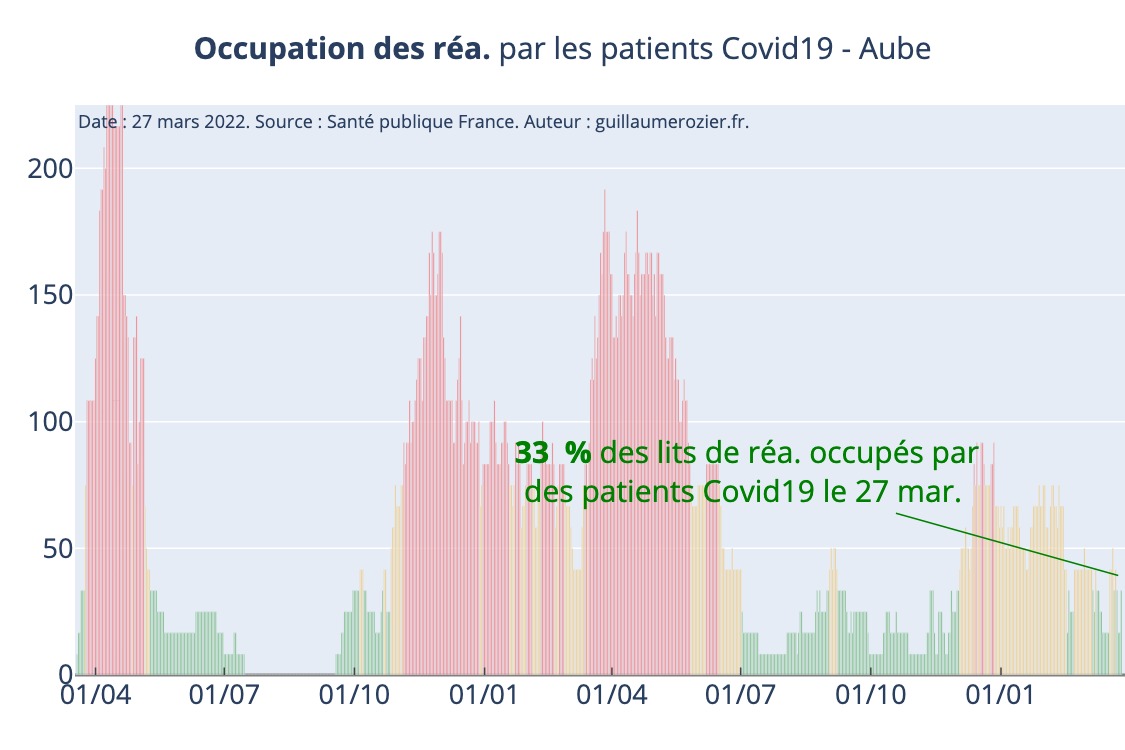 Occupation des réa. par les patients Covid19 - Aube
Date : 27 mars 2022. Source : Santé publique France. Auteur : guillaumerozier.fr.
200
150
100
33 % des lits de réa. occupés par
des patients Covid19 le 27 mar.
50
0
01/04 01/07 01/10 01/01 01/04 01/07 01/10 01/01